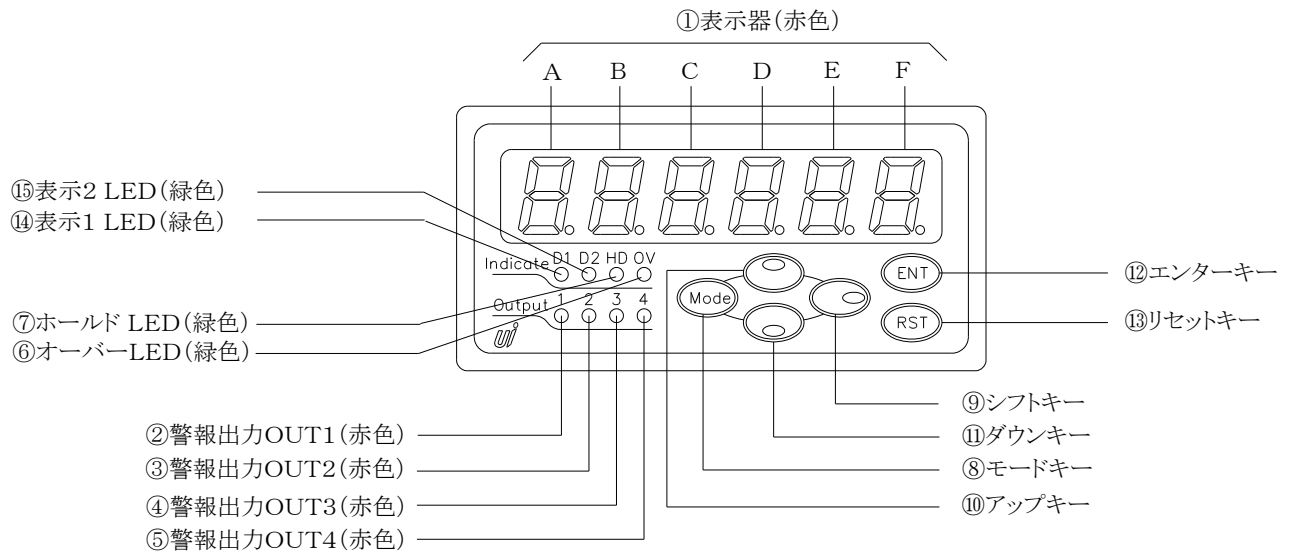 ①表示器(赤色)
A B C D E F
⑮表示2 LED(緑色)
⑭表示1 LED(緑色)
Indicate D1 D2 HD OV
ENT
⑫エンターキー
Mode
Output 1 2 3 4
⑦ホールド LED(緑色)
RST
⑬リセットキー
⑥オーバーLED(緑色)
⑨シフトキー
②警報出力OUT1(赤色)
⑪ダウンキー
③警報出力OUT2(赤色)
⑧モードキー
④警報出力OUT3(赤色)
⑩アップキー
⑤警報出力OUT4(赤色)